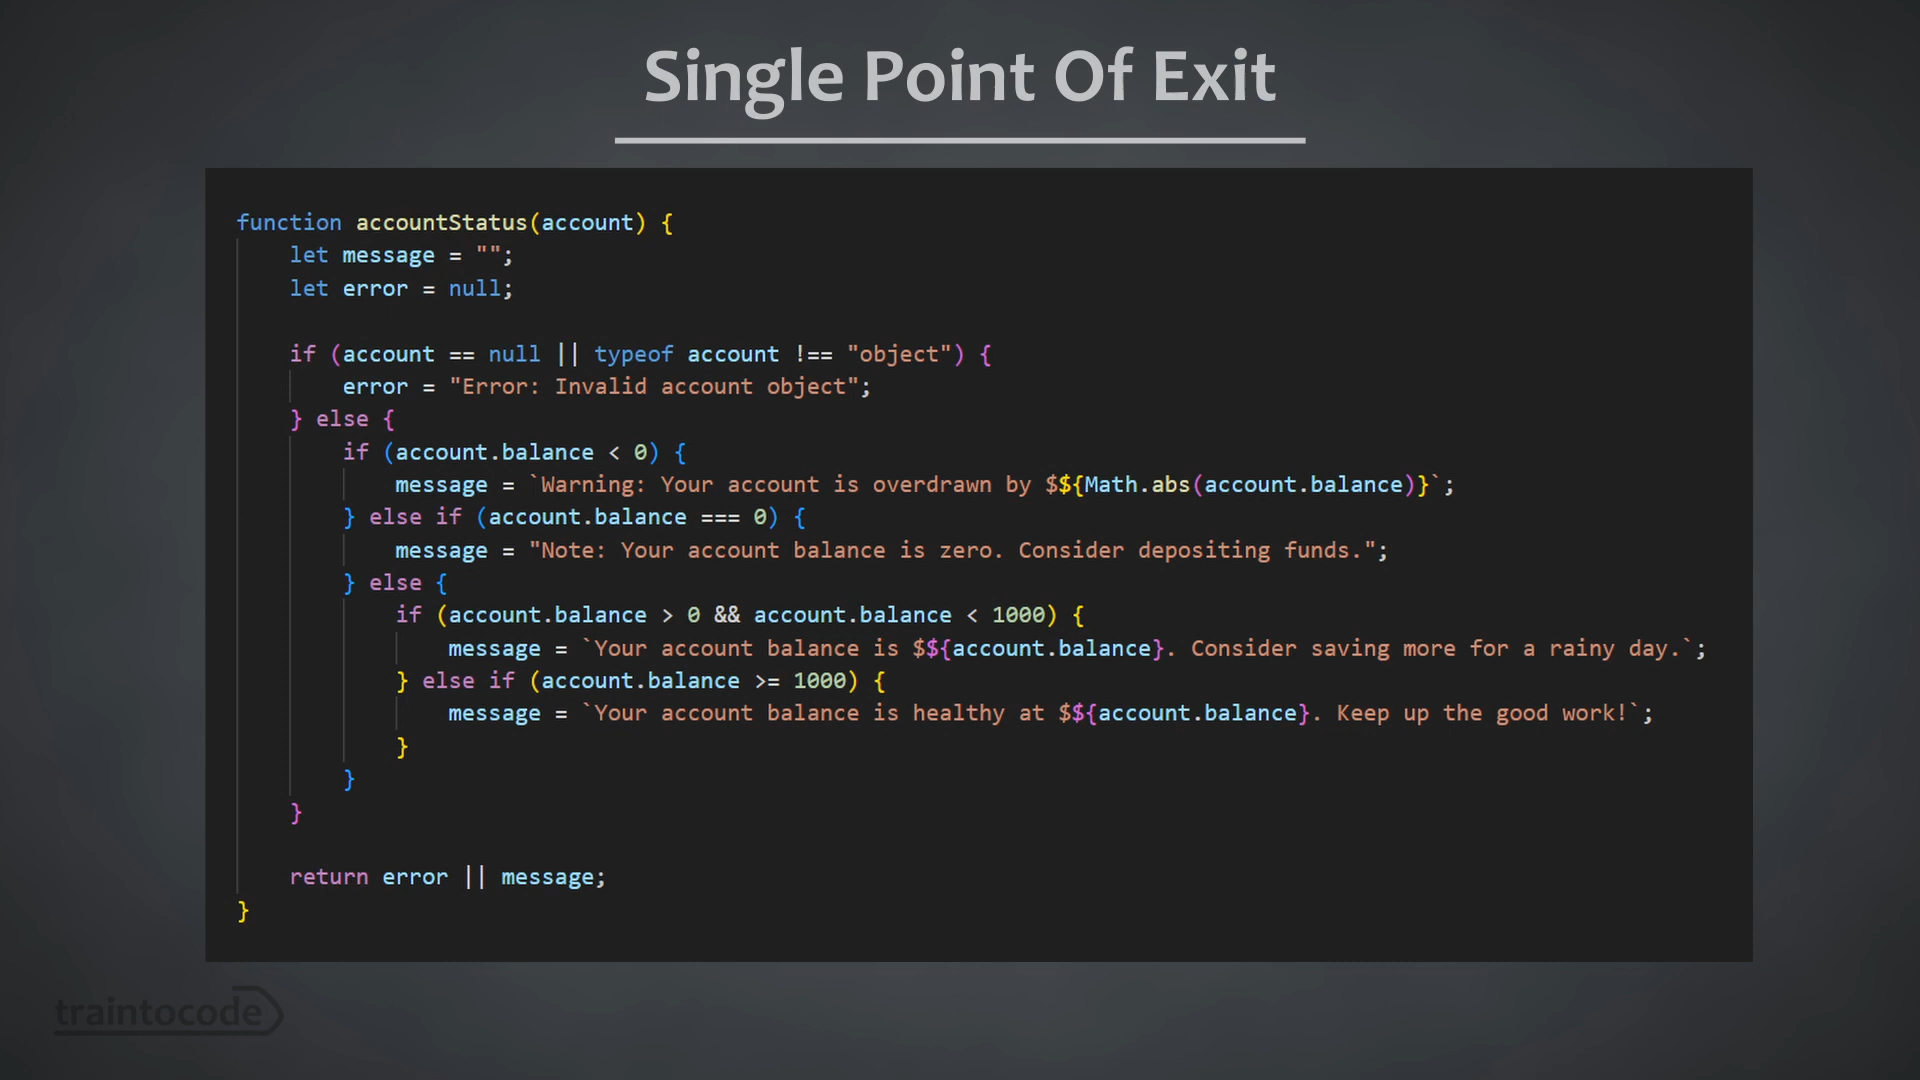 Single Point Of Exit
function accountStatus(account) {
    let message = "";
    let error = null;

    if (account == null || typeof account !== "object") {
        error = "Error: Invalid account object";
    } else {
        if (account.balance < 0) {
            message = `Warning: Your account is overdrawn by $${Math.abs(account.balance)}`;
        } else if (account.balance === 0) {
            message = "Note: Your account balance is zero. Consider depositing funds.";
        } else {
            if (account.balance > 0 && account.balance < 1000) {
                message = `Your account balance is $${account.balance}. Consider saving more for a rainy day.`;
            } else if (account.balance >= 1000) {
                message = `Your account balance is healthy at $${account.balance}. Keep up the good work!`;
            }
        }
    }

    return error || message;
}
traintocode